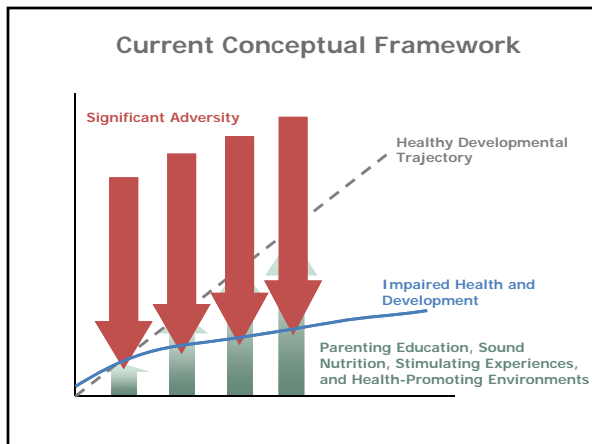 Current Conceptual Framework
Significant Adversity
Healthy Developmental
Trajectory
Impaired Health and
Development
Parenting Education, Sound
Nutrition, Stimulating Experiences,
and Health-Promoting Environments